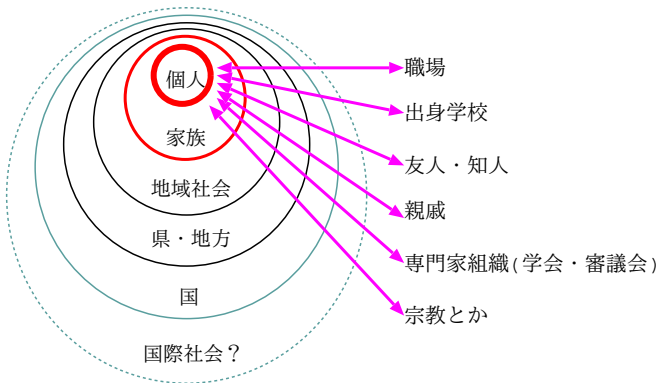 個人
家族
地域社会
県・地方
国
国際社会？
職場
出身学校
友人・知人
親戚
専門家組織(学会・審議会)
宗教とか